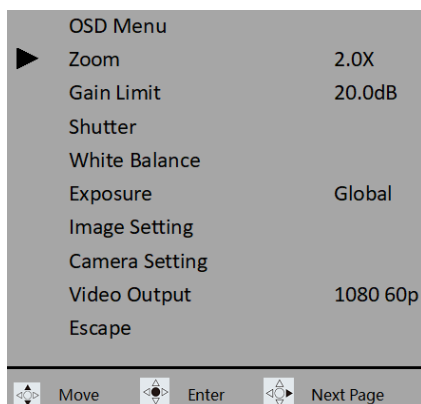 OSD Menu
Zoom 2.0X
Gain Limit 20.0dB
Shutter
White Balance
Exposure Global
Image Setting
Camera Setting
Video Output 1080 60p
Escape
Move Enter Next Page